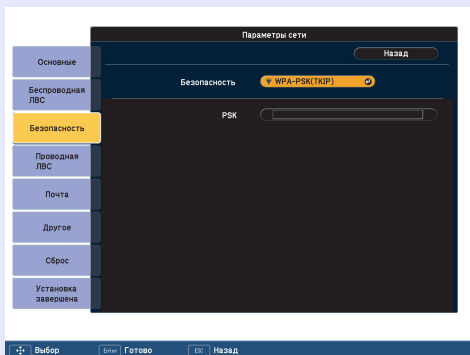 Параметры сети
Назад
Основные
Безопасность
WPA-PSK(TKIP)
Беспроводная
ЛВС
PSK
Безопасность
Проводная
ЛВС
Почта
Другое
Сброс
Установка
завершена
Выбор
Enter Готово
ESC Назад